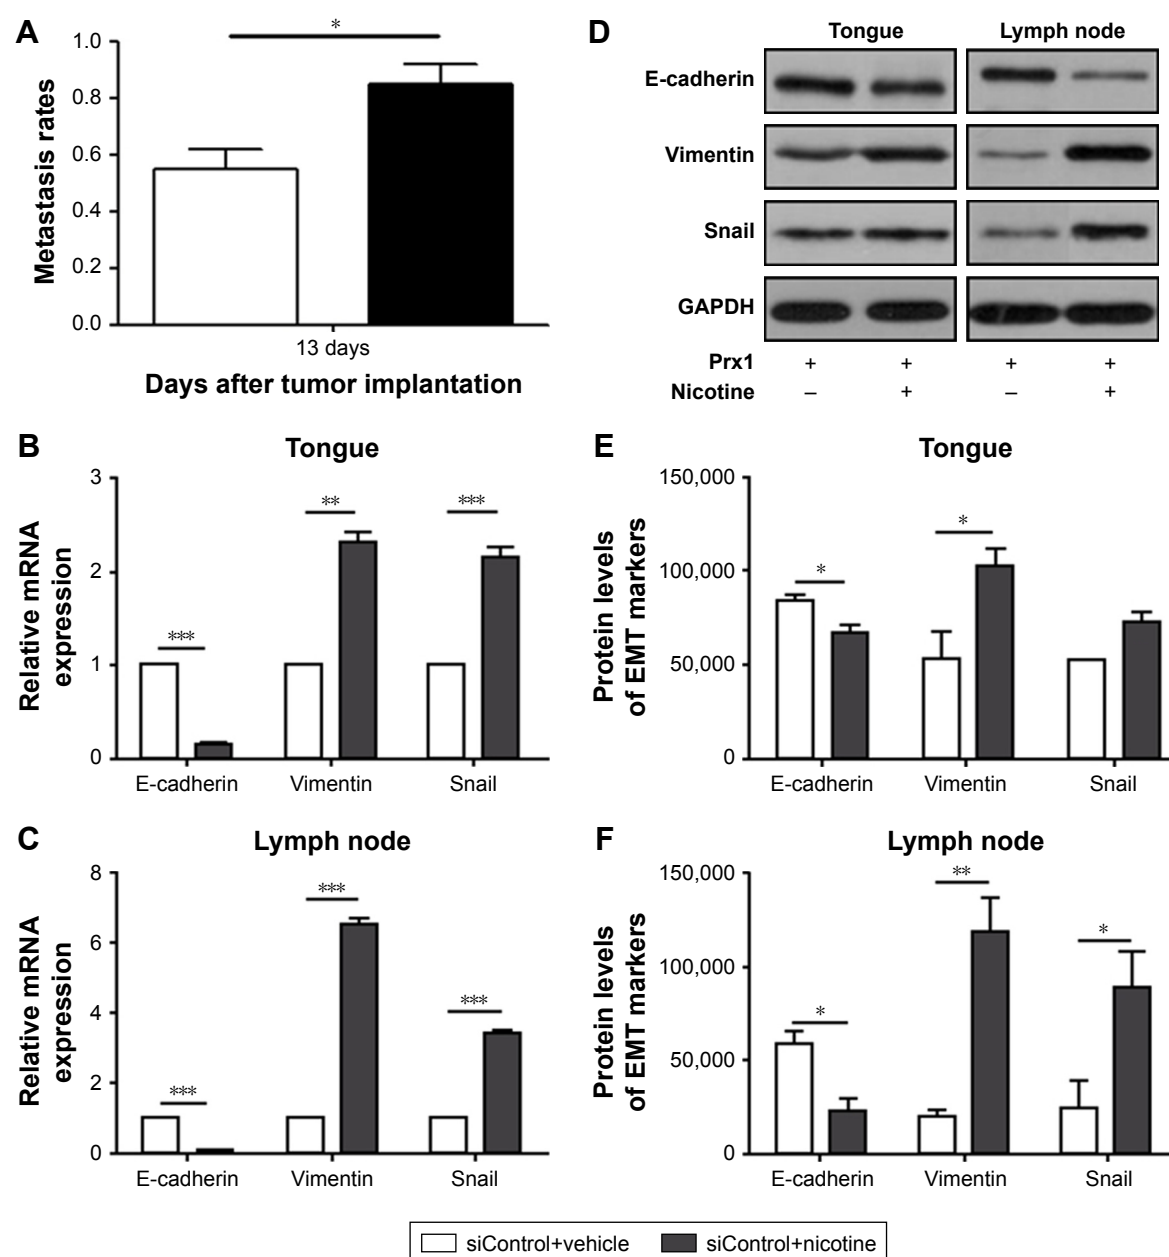 A
*
Metastasis rates
1.0
0.8
0.6
0.4
0.2
0.0
13 days
Days after tumor implantation
D
Tongue Lymph node
E-cadherin
Vimentin
Snail
GAPDH
Prx1 + + + +
Nicotine – + – +
B
Tongue
Relative mRNA
expression
3
2
1
0
*** ** ***
E-cadherin Vimentin Snail
E
Tongue
Protein levels
of EMT markers
150,000
100,000
50,000
0
* *
E-cadherin Vimentin Snail
C
Lymph node
Relative mRNA
expression
8
6
4
2
0
*** *** ***
E-cadherin Vimentin Snail
F
Lymph node
Protein levels
of EMT markers
150,000
100,000
50,000
0
* ** *
E-cadherin Vimentin Snail
siControl+vehicle siControl+nicotine